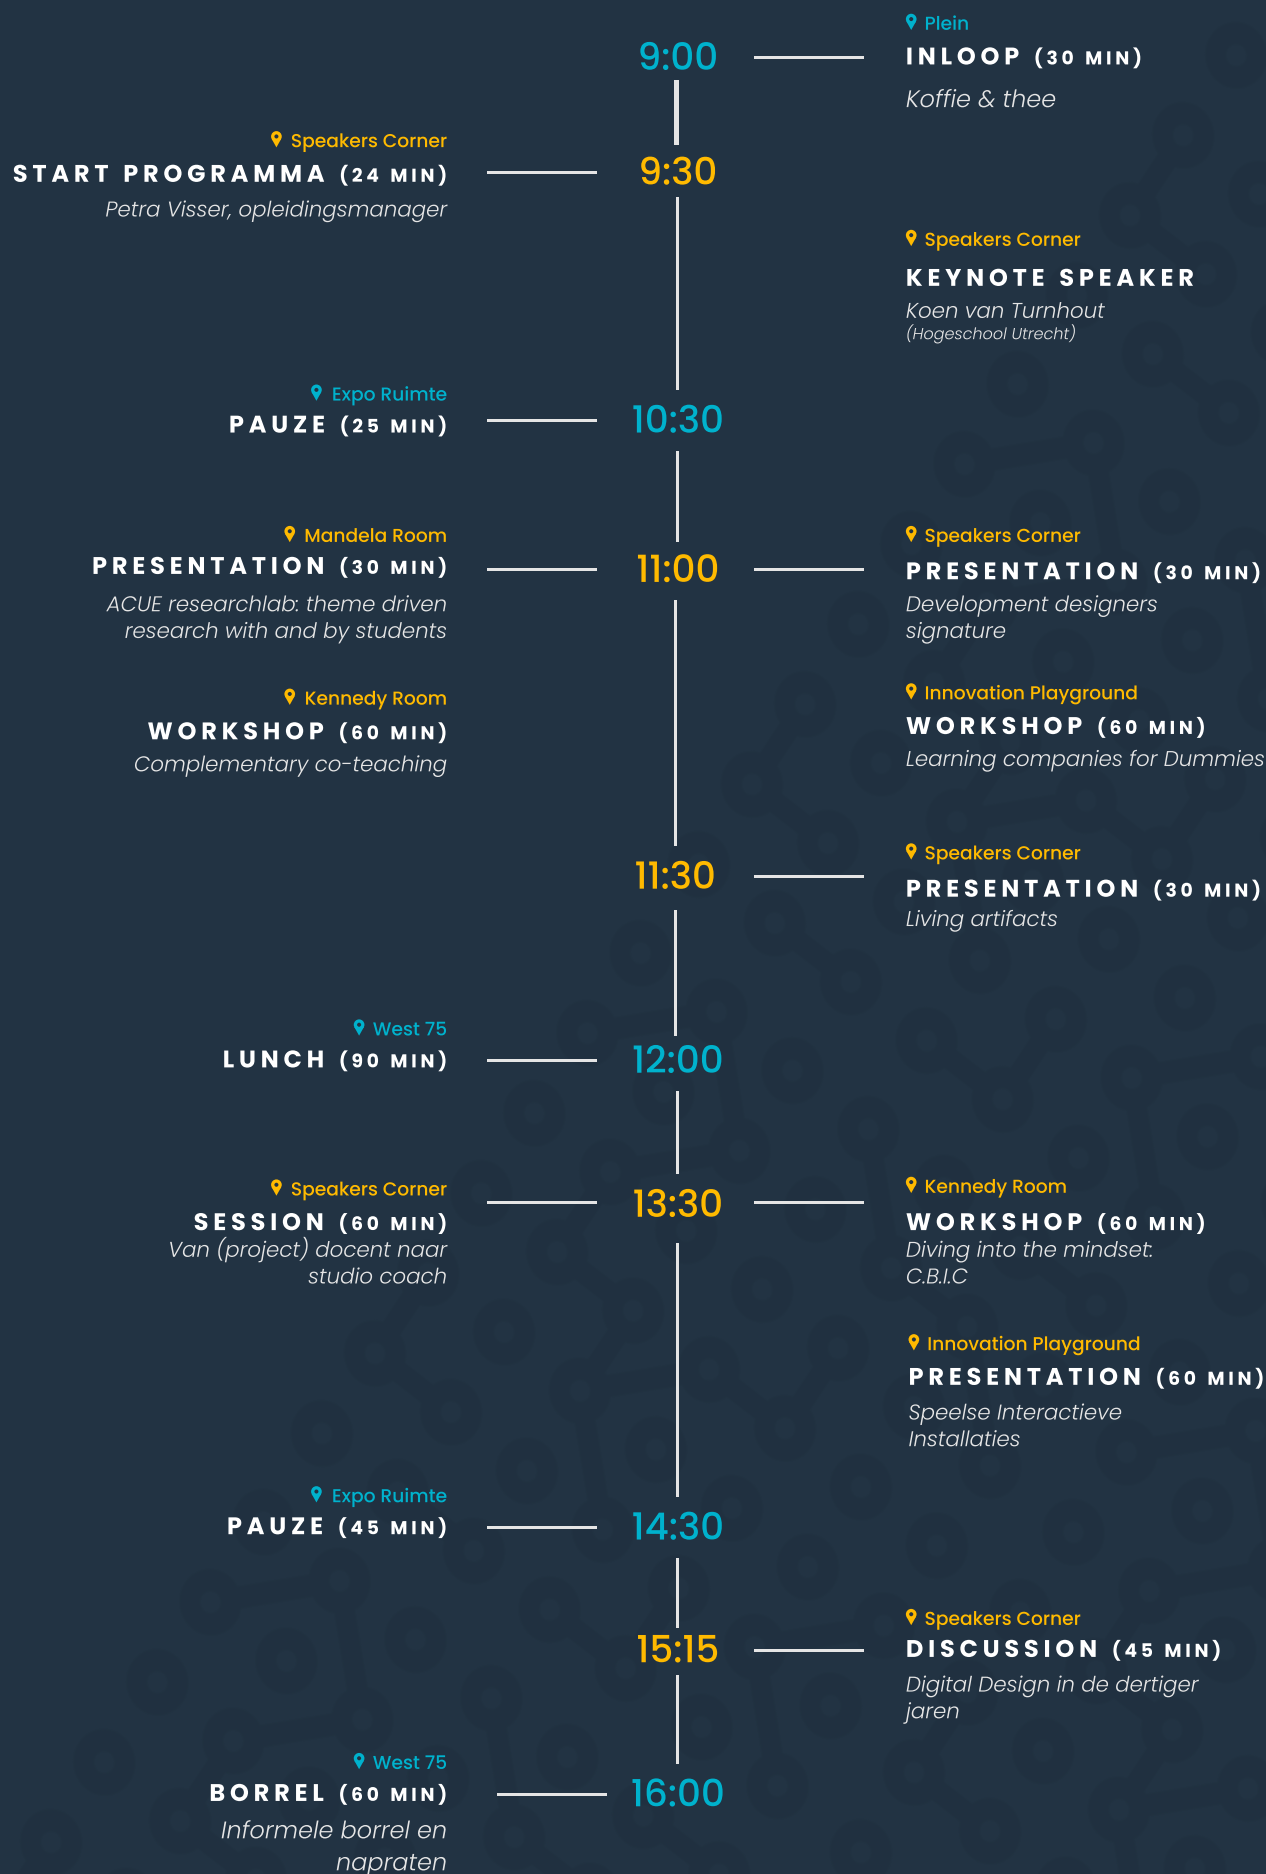 Plein
9:00
INLOOP (30 MIN)
Koffie & thee
Speakers Corner
START PROGRAMMA (24 MIN)
9:30
Petra Visser, opleidingsmanager
Speakers Corner
KEYNOTE SPEAKER
Koen van Turnhout
(Hogeschool Utrecht)
Expo Ruimte
PAUZE (25 MIN)
10:30
Mandela Room
PRESENTATION (30 MIN)
ACUE researchlab: theme driven
research with and by students
Kennedy Room
WORKSHOP (60 MIN)
Complementary co-teaching
11:00
Speakers Corner
PRESENTATION (30 MIN)
Development designers
signature
Innovation Playground
WORKSHOP (60 MIN)
Learning companies for Dummies
11:30
Speakers Corner
PRESENTATION (30 MIN)
Living artifacts
West 75
LUNCH (90 MIN)
12:00
Speakers Corner
SESSION (60 MIN)
Van (project) docent naar
studio coach
13:30
Kennedy Room
WORKSHOP (60 MIN)
Diving into the mindset:
C.B.I.C
Innovation Playground
PRESENTATION (60 MIN)
Speelse Interactieve
Installaties
Expo Ruimte
PAUZE (45 MIN)
14:30
15:15
Speakers Corner
DISCUSSION (45 MIN)
Digital Design in de dertiger
jaren
West 75
BORREL (60 MIN)
16:00
Informele borrel en
napraten